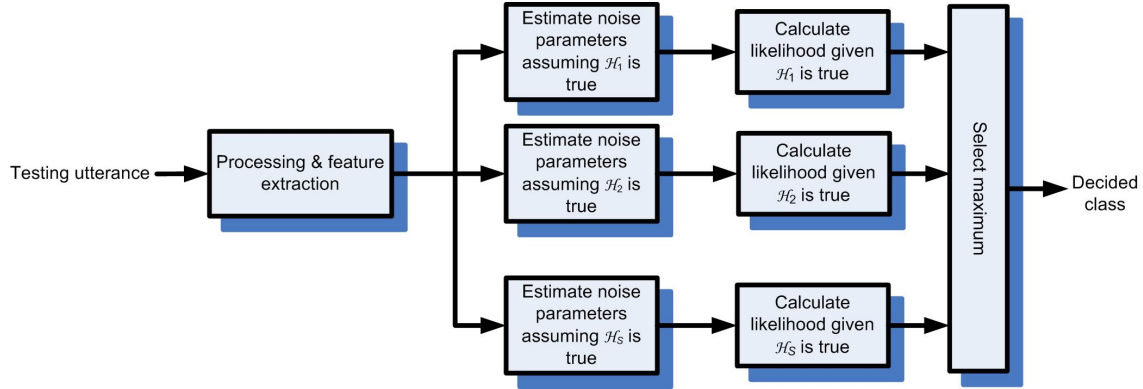 Testing utterance
Processing & feature
extraction
Estimate noise
parameters
assuming ℋ₁ is
true
Calculate
likelihood given
ℋ₁ is true
Estimate noise
parameters
assuming ℋ₂ is
true
Calculate
likelihood given
ℋ₂ is true
Estimate noise
parameters
assuming ℋS is
true
Calculate
likelihood given
ℋS is true
Select maximum
Decided
class